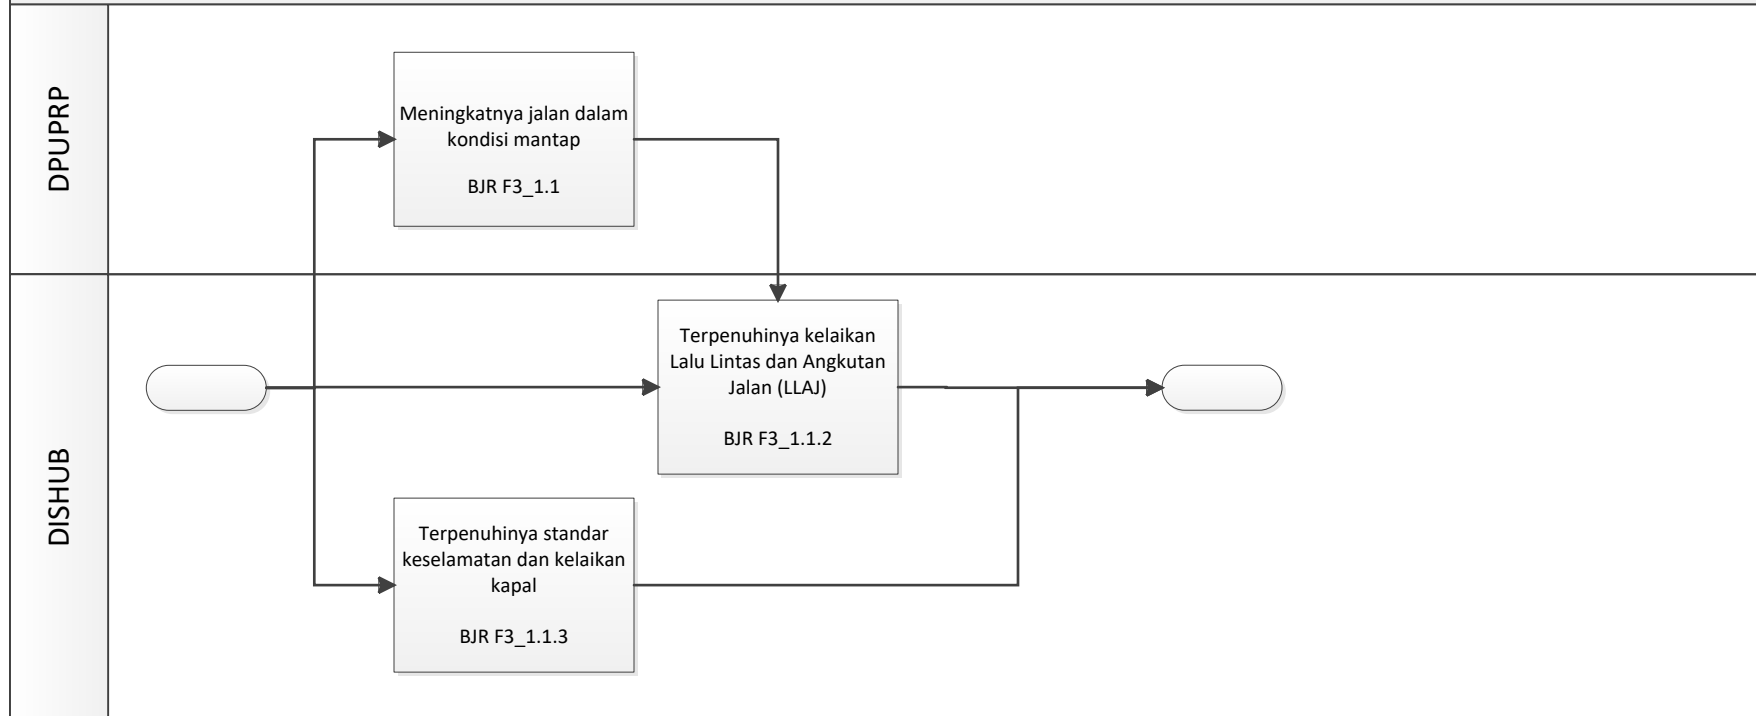 DPUPRP
Meningkatnya jalan dalam
kondisi mantap
BJR F3_1.1
DISHUB
Terpenuhinya kelaikan
Lalu Lintas dan Angkutan
Jalan (LLAJ)
BJR F3_1.1.2
Terpenuhinya standar
keselamatan dan kelaikan
kapal
BJR F3_1.1.3